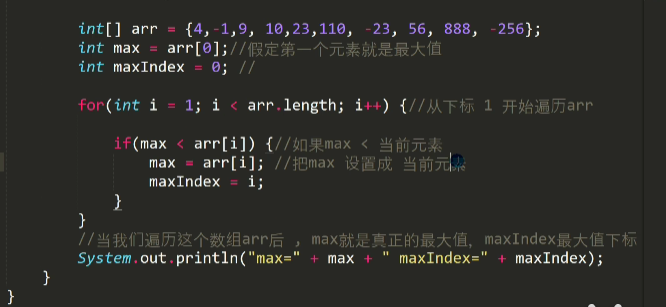 int[] arr = {4,-1,9, 10,23,110, -23, 56, 888, -256};
int max = arr[0];//假定第一个元素就是最大值
int maxIndex = 0; //
for(int i = 1; i < arr.length; i++) {//从下标 1 开始遍历arr
if(max < arr[i]) {//如果max < 当前元素
max = arr[i]; //把max 设置成 当前元素
maxIndex = i;
}
}
//当我们遍历这个数组arr后 , max就是真正的最大值, maxIndex最大值下标
System.out.println("max=" + max + " maxIndex=" + maxIndex);
}
}